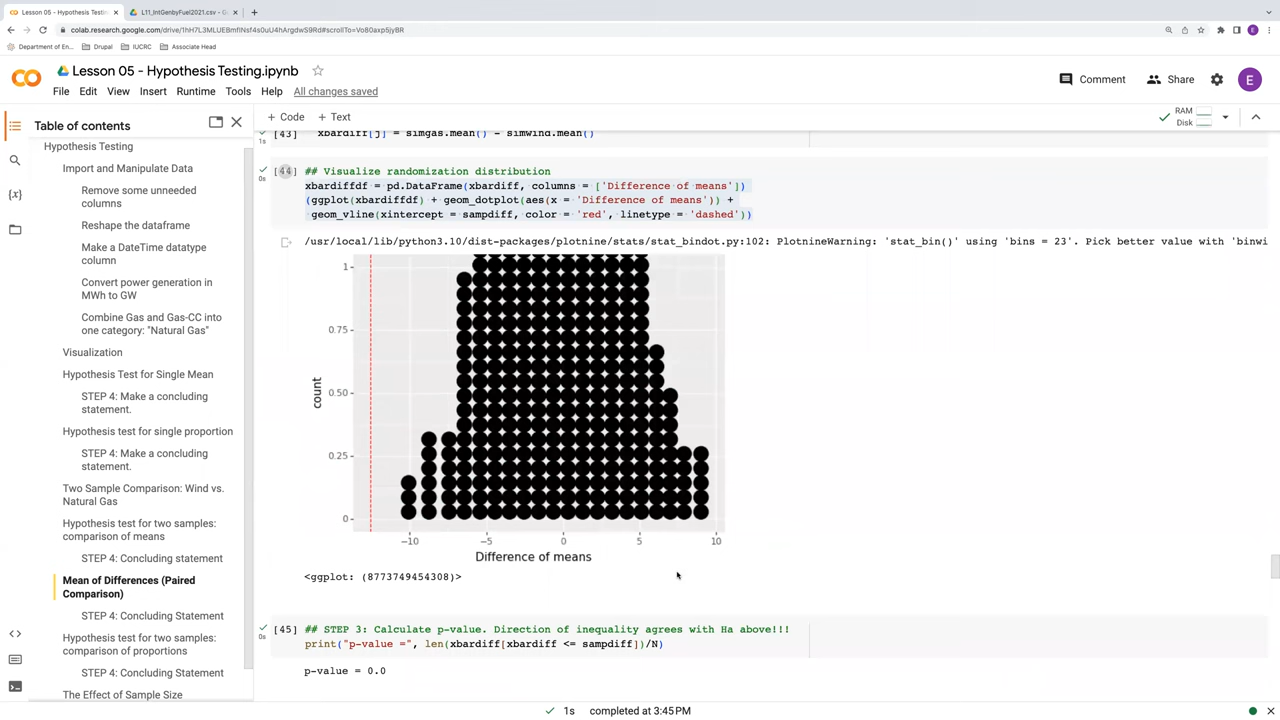 Lesson 05 - Hypothesis Testing
L11_IntGenbyFuel2021.csv - G
colab.research.google.com/drive/1hH7L3MLUEBmflNsf4s0uU4hArgdwS9Rd#scrollTo=Vo80axp5jyBR
Department of En...
Drupal
IUCRC
Associate Head
Lesson 05 - Hypothesis Testing.ipynb
Comment
Share
E
File Edit View Insert Runtime Tools Help All changes saved
+ Code + Text
RAM
Disk
Table of contents
Hypothesis Testing
Import and Manipulate Data
Remove some unneeded
columns
Reshape the dataframe
Make a DateTime datatype
column
Convert power generation in
MWh to GW
Combine Gas and Gas-CC into
one category: "Natural Gas"
Visualization
Hypothesis Test for Single Mean
STEP 4: Make a concluding
statement.
Hypothesis test for single proportion
STEP 4: Make a concluding
statement.
Two Sample Comparison: Wind vs.
Natural Gas
Hypothesis test for two samples:
comparison of means
STEP 4: Concluding statement
Mean of Differences (Paired
Comparison)
STEP 4: Concluding Statement
Hypothesis test for two samples:
comparison of proportions
STEP 4: Concluding Statement
The Effect of Sample Size
[43] xbardiff[j] = simgas.mean() - simwind.mean()
1s
[44] ## Visualize randomization distribution
0s
xbardiffdf = pd.DataFrame(xbardiff, columns = ['Difference of means'])
(ggplot(xbardiffdf) + geom_dotplot(aes(x = 'Difference of means')) +
geom_vline(xintercept = sampdiff, color = 'red', linetype = 'dashed'))
/usr/local/lib/python3.10/dist-packages/plotnine/stats/stat_bindot.py:102: PlotnineWarning: 'stat_bin()' using 'bins = 23'. Pick better value with 'binwi
1
0.75
0.50
0.25
0
count
−10 −5 0 5 10
Difference of means
<ggplot: (8773749454308)>
[45] ## STEP 3: Calculate p-value. Direction of inequality agrees with Ha above!!!
0s
print("p-value =", len(xbardiff[xbardiff <= sampdiff])/N)
p-value = 0.0
1s completed at 3:45 PM